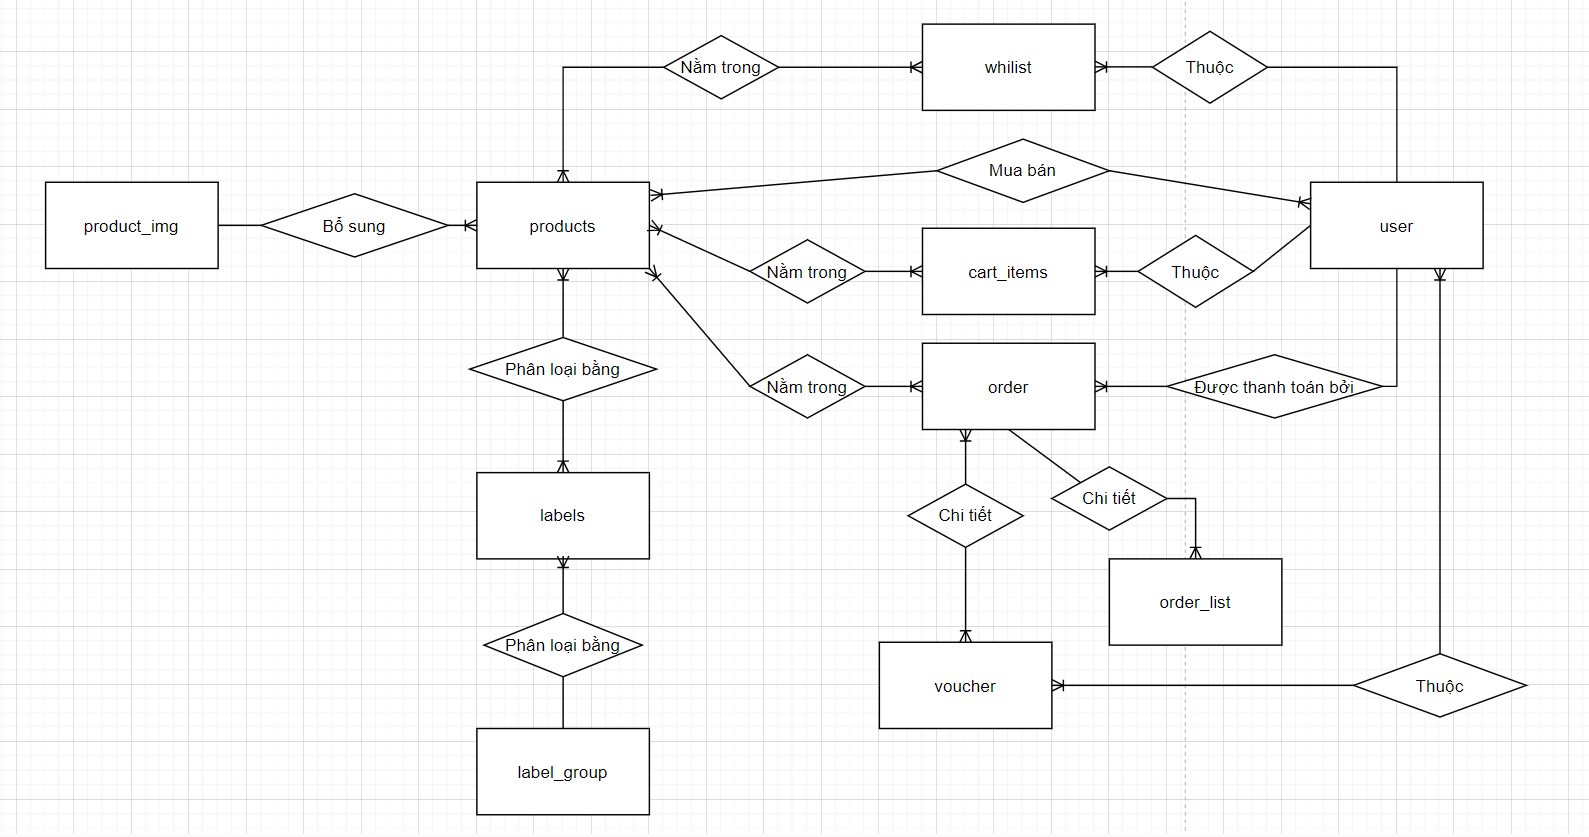 Nằm trong
whilist
Thuộc
Mua bán
product_img
Bổ sung
products
user
Nằm trong
cart_items
Thuộc
Phân loại bằng
Nằm trong
order
Được thanh toán bởi
Chi tiết
labels
Chi tiết
order_list
Phân loại bằng
voucher
Thuộc
label_group